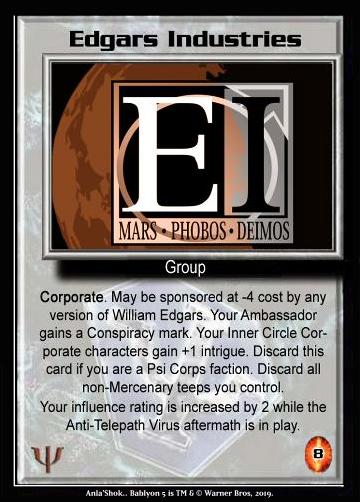 Edgars Industries
EI
MARS · PHOBOS · DEIMOS
Group
Corporate. May be sponsored at -4 cost by any
version of William Edgars. Your Ambassador
gains a Conspiracy mark. Your Inner Circle Cor-
porate characters gain +1 intrigue. Discard this
card if you are a Psi Corps faction. Discard all
non-Mercenary teeps you control.
Your influence rating is increased by 2 while the
Anti-Telepath Virus aftermath is in play.
8
Anla'Shok.. Bablyon 5 is TM & © Warner Bros, 2019.